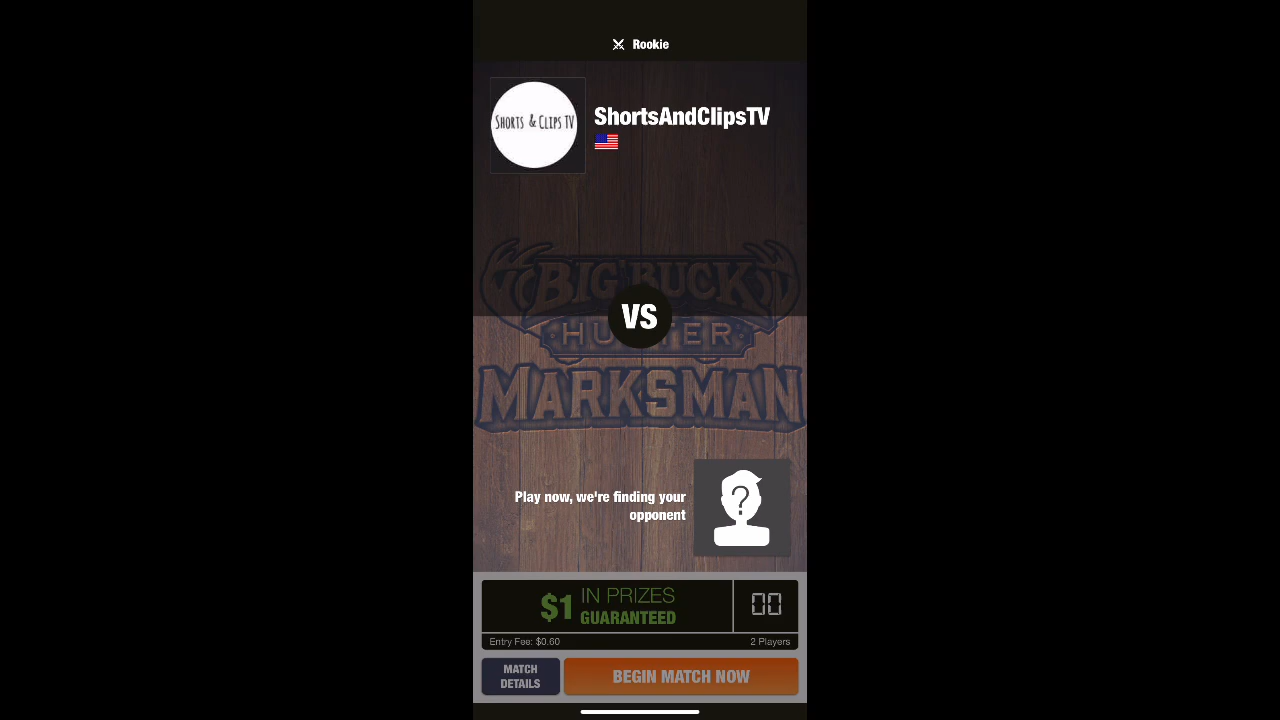 Rookie
SHORTS & CLIPS TV
ShortsAndClipsTV
BIG BUCK
HUNTER
VS
MARKSMAN
Play now, we're finding your
opponent
?
$1 IN PRIZES
GUARANTEED
00
Entry Fee: $0.60
2 Players
MATCH
DETAILS
BEGIN MATCH NOW